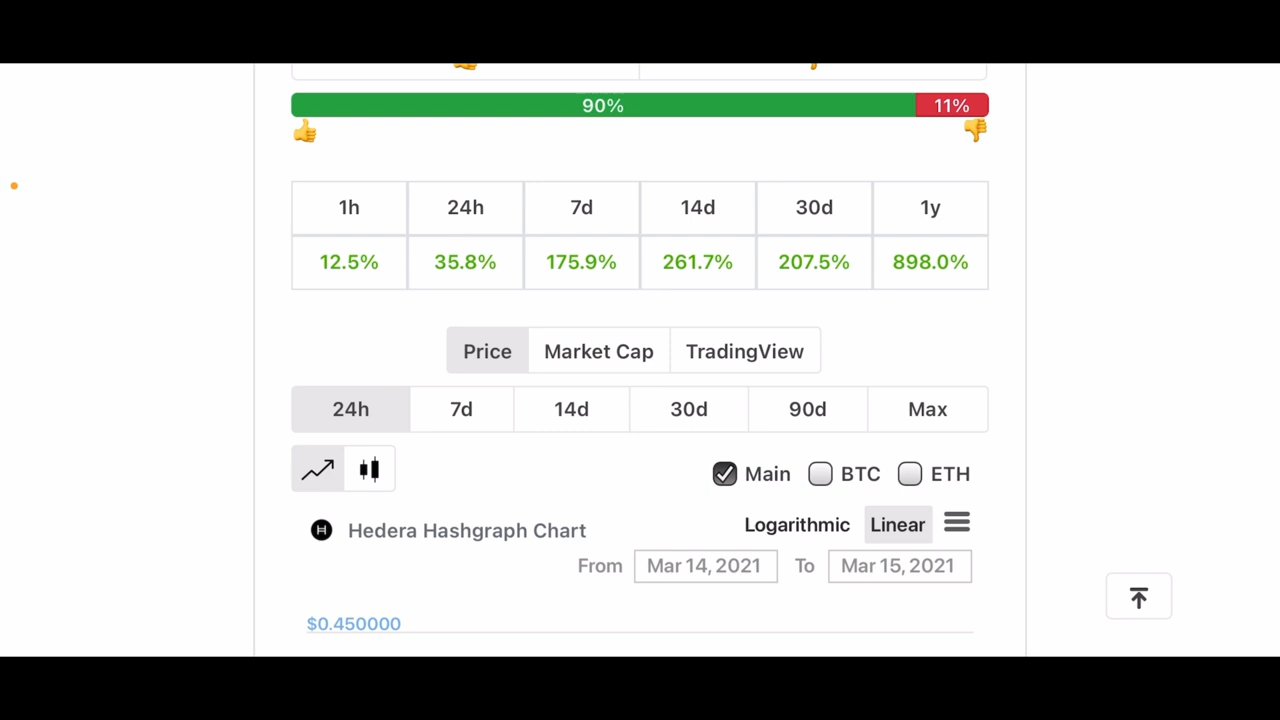 90% 11%
1h 24h 7d 14d 30d 1y
12.5% 35.8% 175.9% 261.7% 207.5% 898.0%
Price Market Cap TradingView
24h 7d 14d 30d 90d Max
Main BTC ETH
Hedera Hashgraph Chart Logarithmic Linear
From Mar 14, 2021 To Mar 15, 2021
$0.450000